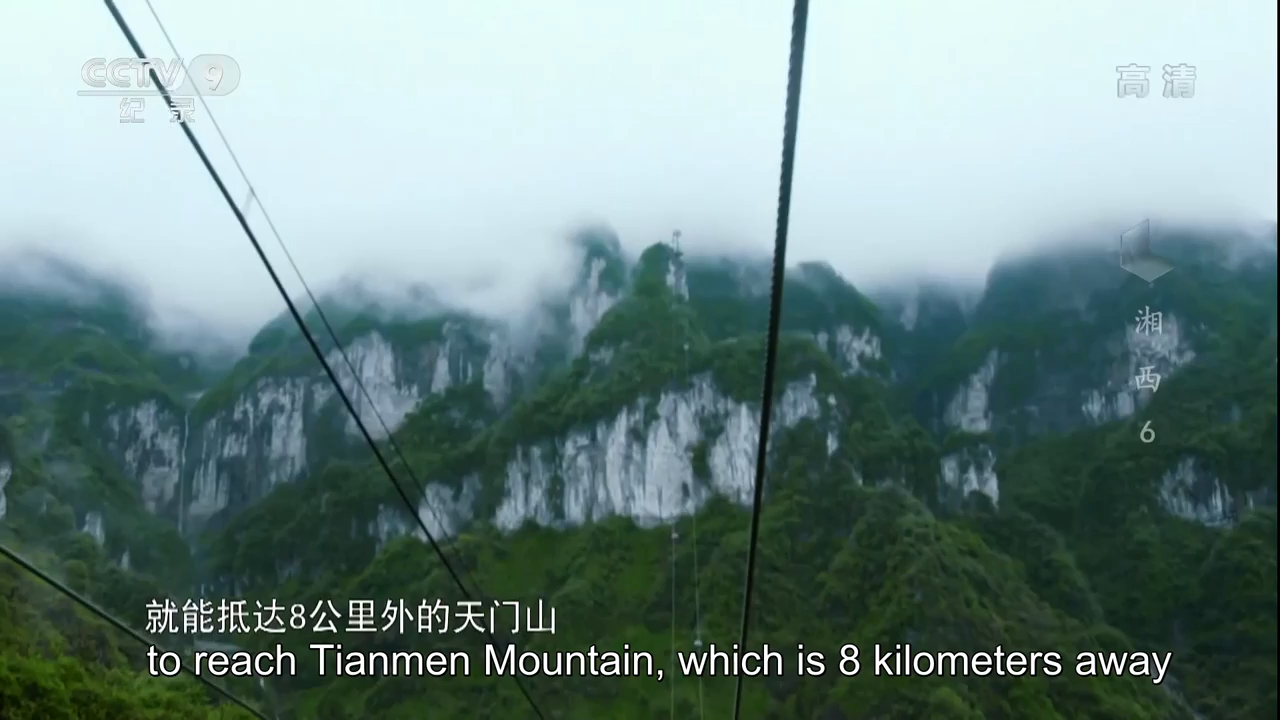 CCTV 9
纪录
高清
湘西
6
就能抵达8公里外的天门山
to reach Tianmen Mountain, which is 8 kilometers away